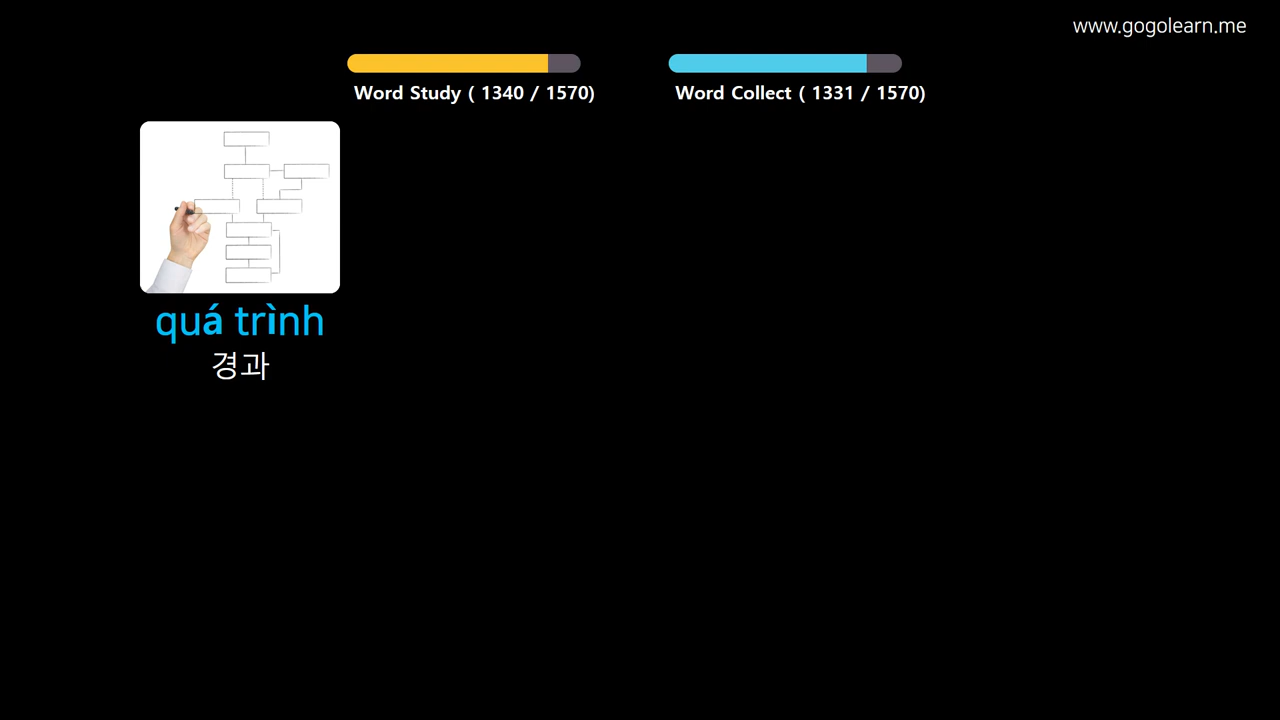 www.gogolearn.me
Word Study ( 1340 / 1570)
Word Collect ( 1331 / 1570)
quá trình
경과